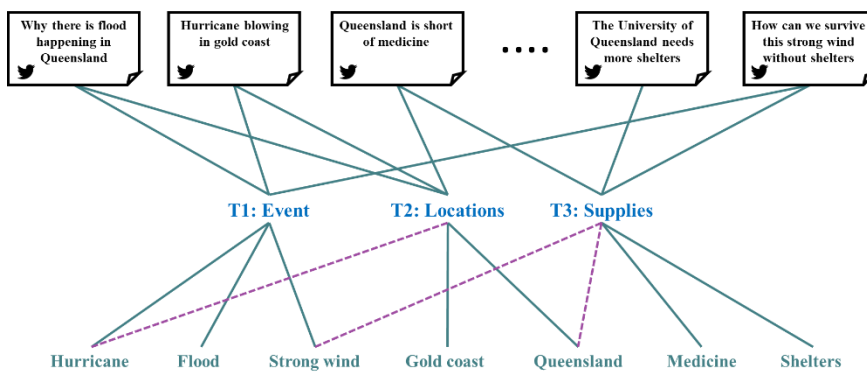 Why there is flood
happening in
Queensland
Hurricane blowing
in gold coast
Queensland is short
of medicine
The University of
Queensland needs
more shelters
How can we survive
this strong wind
without shelters
T1: Event
T2: Locations
T3: Supplies
Hurricane
Flood
Strong wind
Gold coast
Queensland
Medicine
Shelters